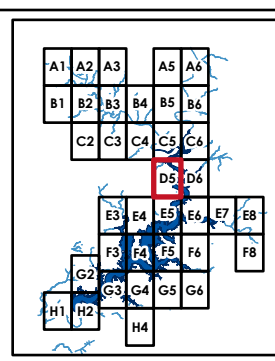 A1 A2 A3 A5 A6
B1 B2 B3 B4 B5 B6
C2 C3 C4 C5 C6
D5 D6
E3 E4 E5 E6 E7 E8
F3 F4 F5 F6 F8
G2 G3 G4 G5 G6
H1 H2 H4